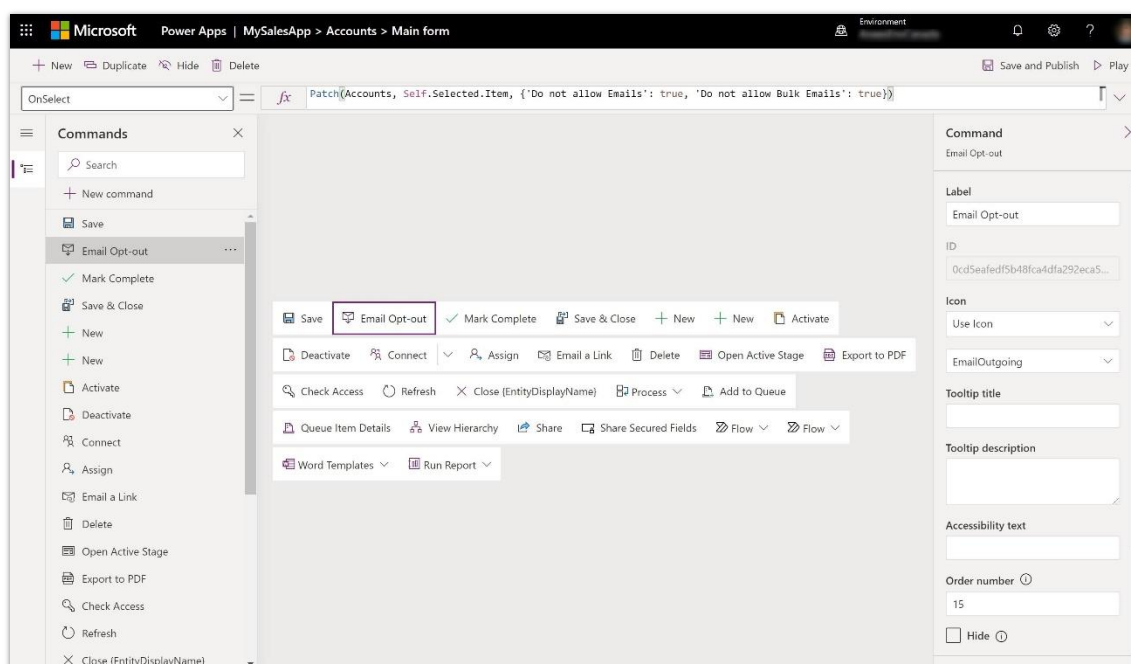 Microsoft Power Apps | MySalesApp > Accounts > Main form
Environment
?
New Duplicate Hide Delete
Save and Publish Play
OnSelect
= fx Patch(Accounts, Self.Selected.Item, {'Do not allow Emails': true, 'Do not allow Bulk Emails': true})
Commands
Search
New command
Save
Email Opt-out ...
Mark Complete
Save & Close
New
New
Activate
Deactivate
Connect
Assign
Email a Link
Delete
Open Active Stage
Export to PDF
Check Access
Refresh
Close (EntityDisplayName)
Save Email Opt-out Mark Complete Save & Close New New Activate
Deactivate Connect Assign Email a Link Delete Open Active Stage Export to PDF
Check Access Refresh Close (EntityDisplayName) Process Add to Queue
Queue Item Details View Hierarchy Share Share Secured Fields Flow Flow
Word Templates Run Report
Command
Email Opt-out
Label
Email Opt-out
ID
0cd5eafedf5b48fca4dfa292eca5...
Icon
Use Icon
EmailOutgoing
Tooltip title
Tooltip description
Accessibility text
Order number
15
Hide